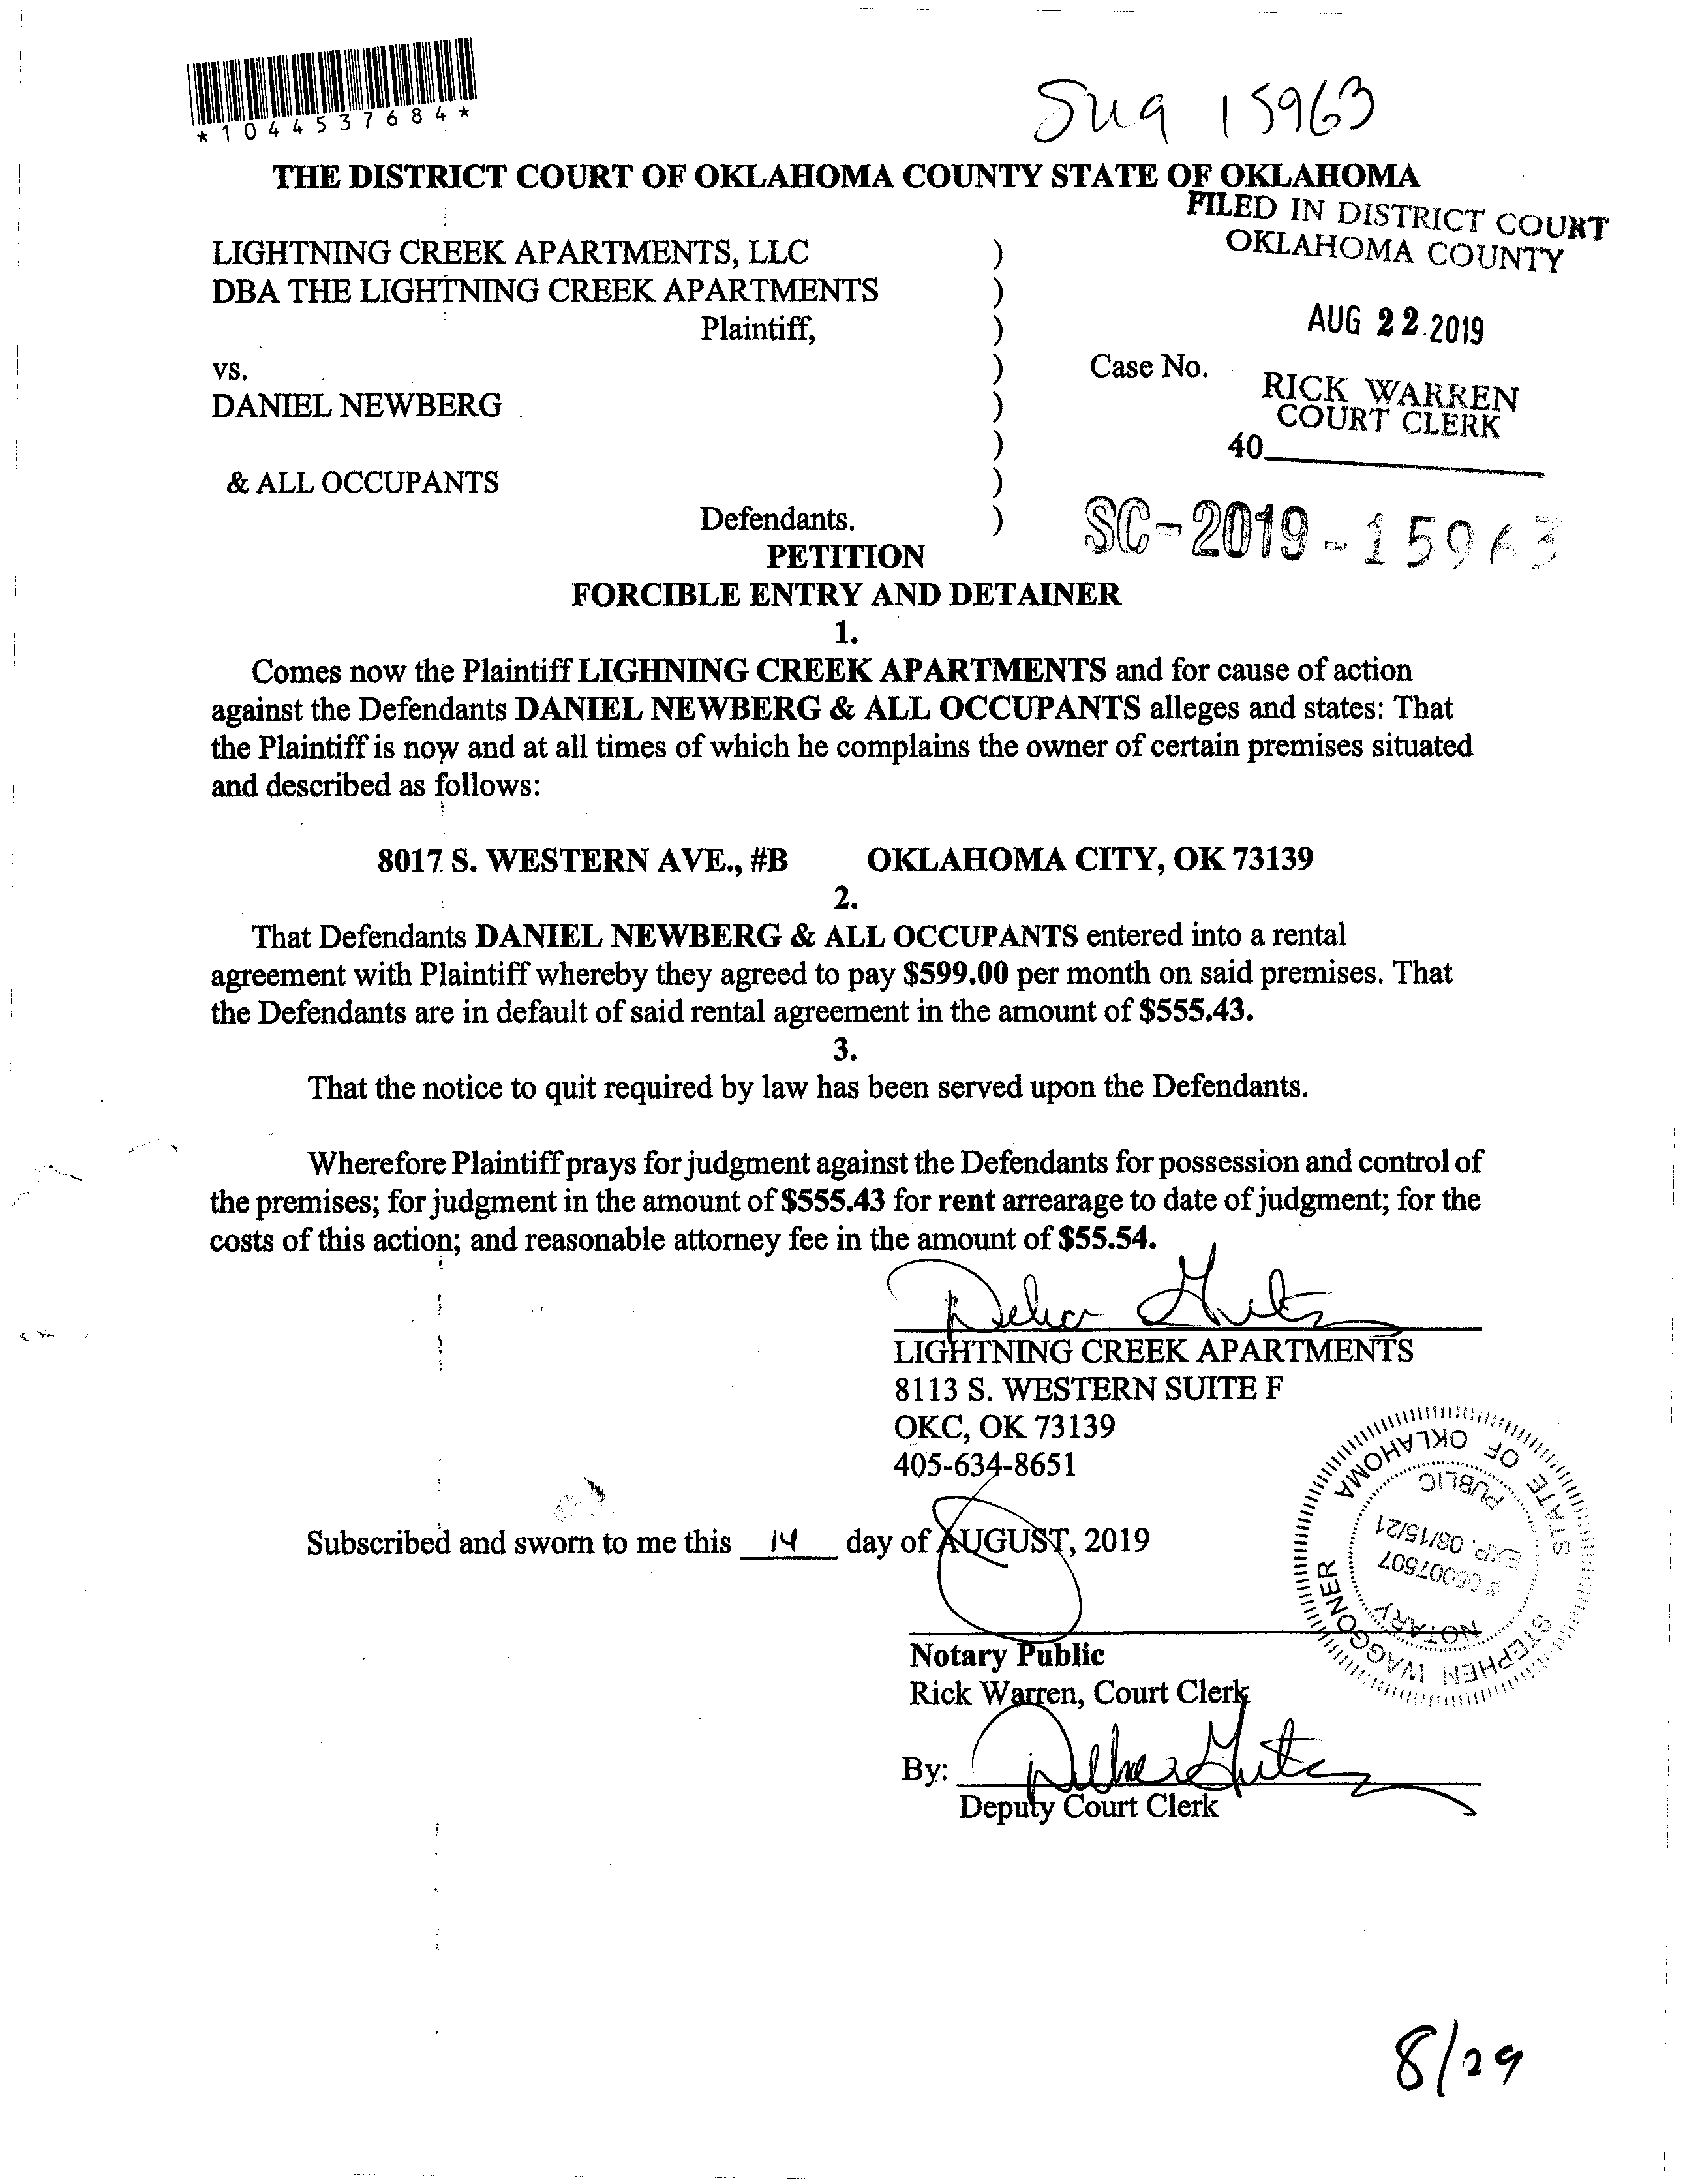 *1044537684*
15963
THE DISTRICT COURT OF OKLAHOMA COUNTY STATE OF OKLAHOMA
FILED IN DISTRICT COURT
OKLAHOMA COUNTY
LIGHTNING CREEK APARTMENTS, LLC )
DBA THE LIGHTNING CREEK APARTMENTS )
AUG 22 2019
Plaintiff, )
vs. ) Case No.
RICK WARREN
COURT CLERK
DANIEL NEWBERG )
)
40
& ALL OCCUPANTS )
Defendants. )
SC-2019-15963
PETITION
FORCIBLE ENTRY AND DETAINER
1.
Comes now the Plaintiff LIGHNING CREEK APARTMENTS and for cause of action
against the Defendants DANIEL NEWBERG & ALL OCCUPANTS alleges and states: That
the Plaintiff is now and at all times of which he complains the owner of certain premises situated
and described as follows:
8017 S. WESTERN AVE., #B OKLAHOMA CITY, OK 73139
2.
That Defendants DANIEL NEWBERG & ALL OCCUPANTS entered into a rental
agreement with Plaintiff whereby they agreed to pay $599.00 per month on said premises. That
the Defendants are in default of said rental agreement in the amount of $555.43.
3.
That the notice to quit required by law has been served upon the Defendants.
Wherefore Plaintiff prays for judgment against the Defendants for possession and control of
the premises; for judgment in the amount of $555.43 for rent arrearage to date of judgment; for the
costs of this action; and reasonable attorney fee in the amount of $55.54.
LIGHTNING CREEK APARTMENTS
8113 S. WESTERN SUITE F
OKC, OK 73139
405-634-8651
Subscribed and sworn to me this 14 day of AUGUST, 2019
STEPHEN WAGGONER
STATE OF OKLAHOMA
NOTARY
# 05007507
EXP. 08/15/21
PUBLIC
Notary Public
Rick Warren, Court Clerk
By:
Deputy Court Clerk
8/29